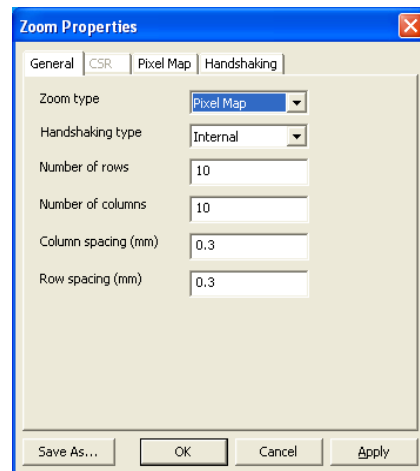 Zoom Properties
General CSR Pixel Map Handshaking
Zoom type Pixel Map
Handshaking type Internal
Number of rows 10
Number of columns 10
Column spacing (mm) 0.3
Row spacing (mm) 0.3
Save As... OK Cancel Apply